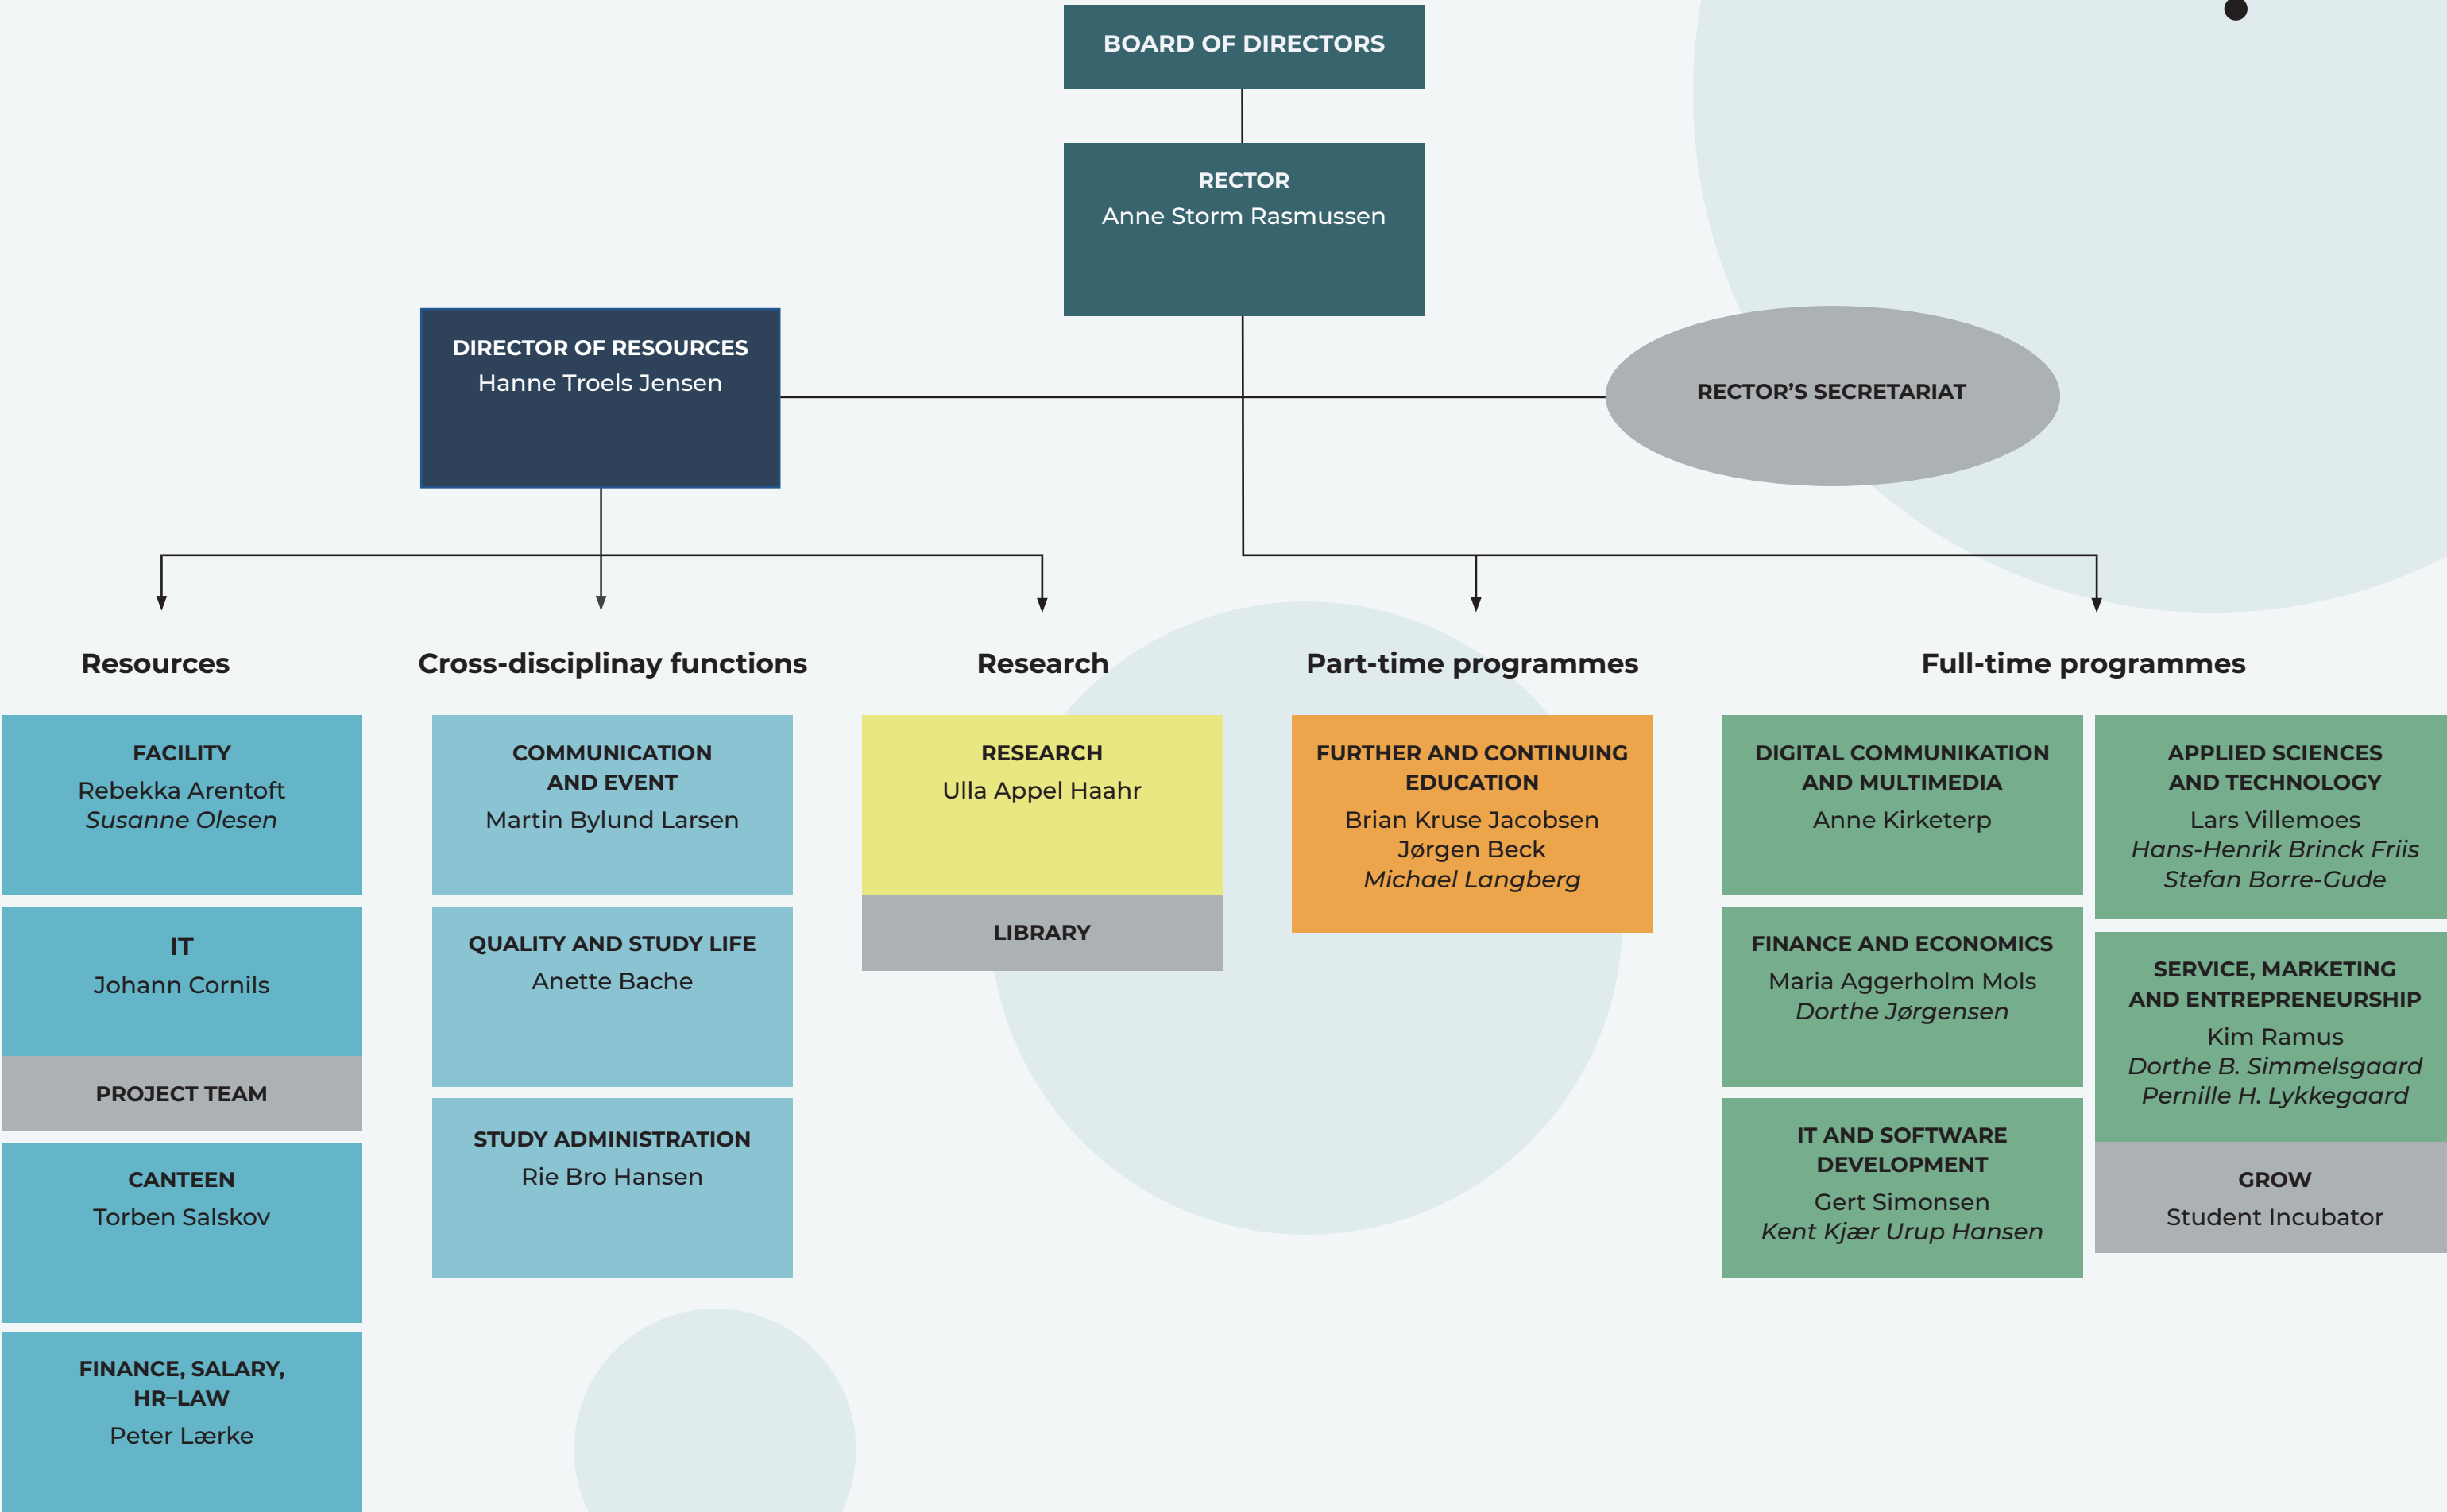 BOARD OF DIRECTORS
RECTOR
Anne Storm Rasmussen
DIRECTOR OF RESOURCES
Hanne Troels Jensen
RECTOR’S SECRETARIAT
Resources
FACILITY
Rebekka Arentoft
Susanne Olesen
IT
Johann Cornils
PROJECT TEAM
CANTEEN
Torben Salskov
FINANCE, SALARY,
HR–LAW
Peter Lærke
Cross-disciplinay functions
COMMUNICATION
AND EVENT
Martin Bylund Larsen
QUALITY AND STUDY LIFE
Anette Bache
STUDY ADMINISTRATION
Rie Bro Hansen
Research
RESEARCH
Ulla Appel Haahr
LIBRARY
Part-time programmes
FURTHER AND CONTINUING
EDUCATION
Brian Kruse Jacobsen
Jørgen Beck
Michael Langberg
Full-time programmes
DIGITAL COMMUNIKATION
AND MULTIMEDIA
Anne Kirketerp
FINANCE AND ECONOMICS
Maria Aggerholm Mols
Dorthe Jørgensen
IT AND SOFTWARE
DEVELOPMENT
Gert Simonsen
Kent Kjær Urup Hansen
APPLIED SCIENCES
AND TECHNOLOGY
Lars Villemoes
Hans-Henrik Brinck Friis
Stefan Borre-Gude
SERVICE, MARKETING
AND ENTREPRENEURSHIP
Kim Ramus
Dorthe B. Simmelsgaard
Pernille H. Lykkegaard
GROW
Student Incubator